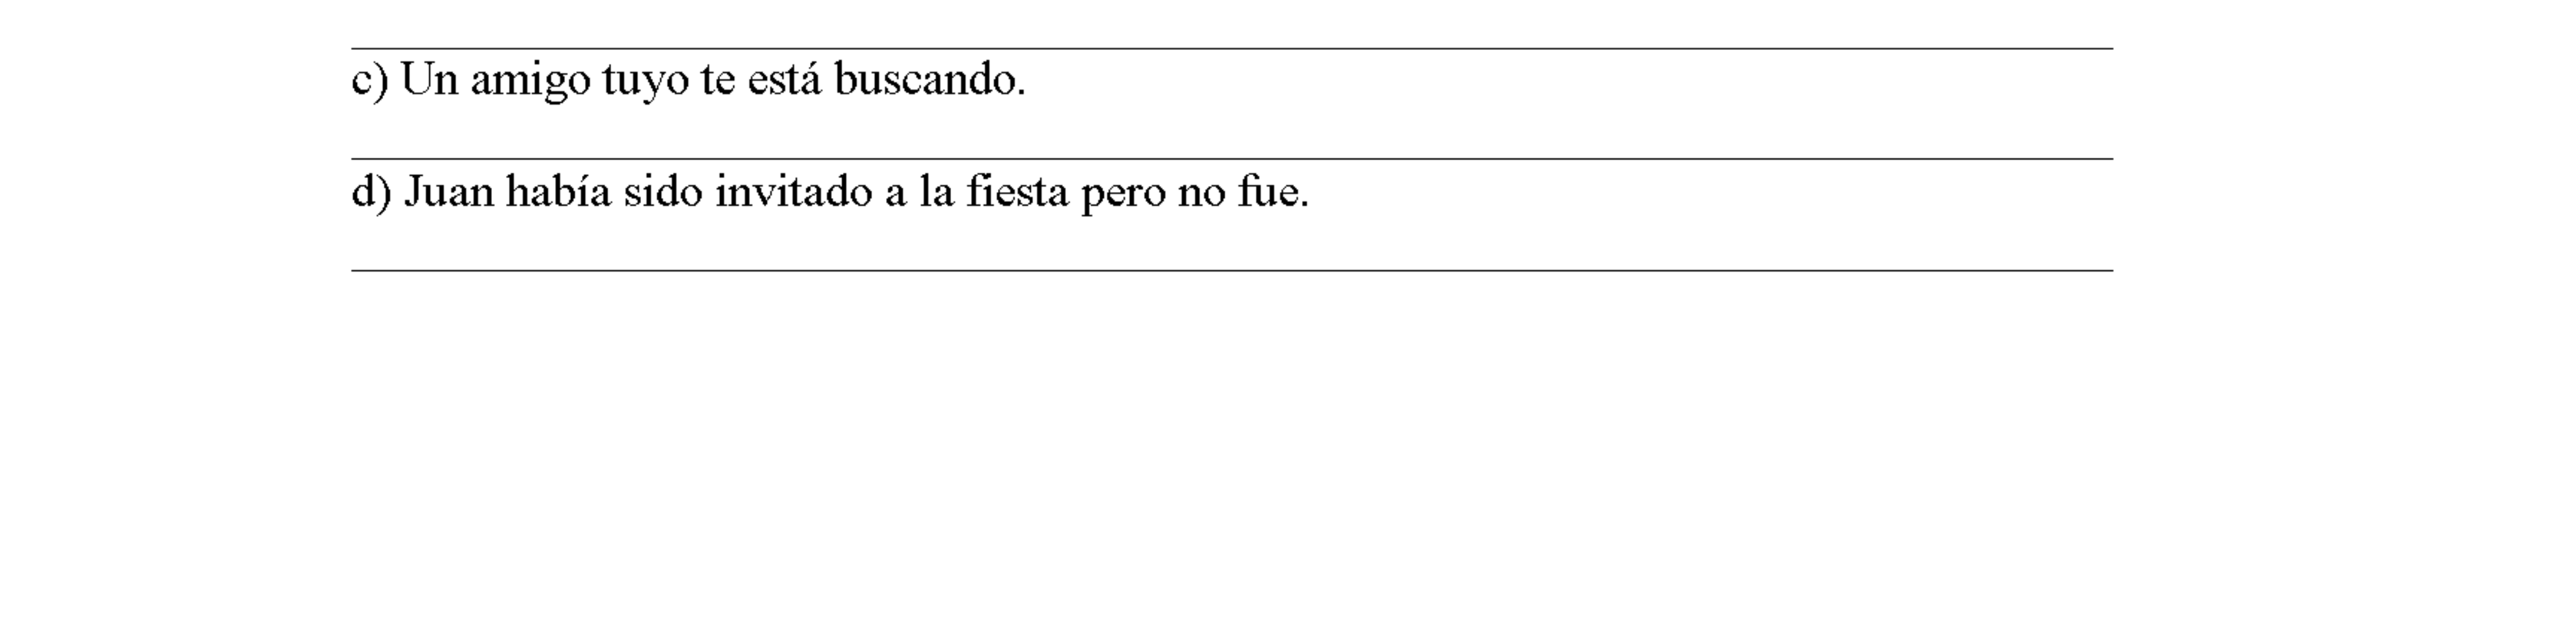 c) Un amigo tuyo te está buscando.
d) Juan había sido invitado a la fiesta pero no fue.